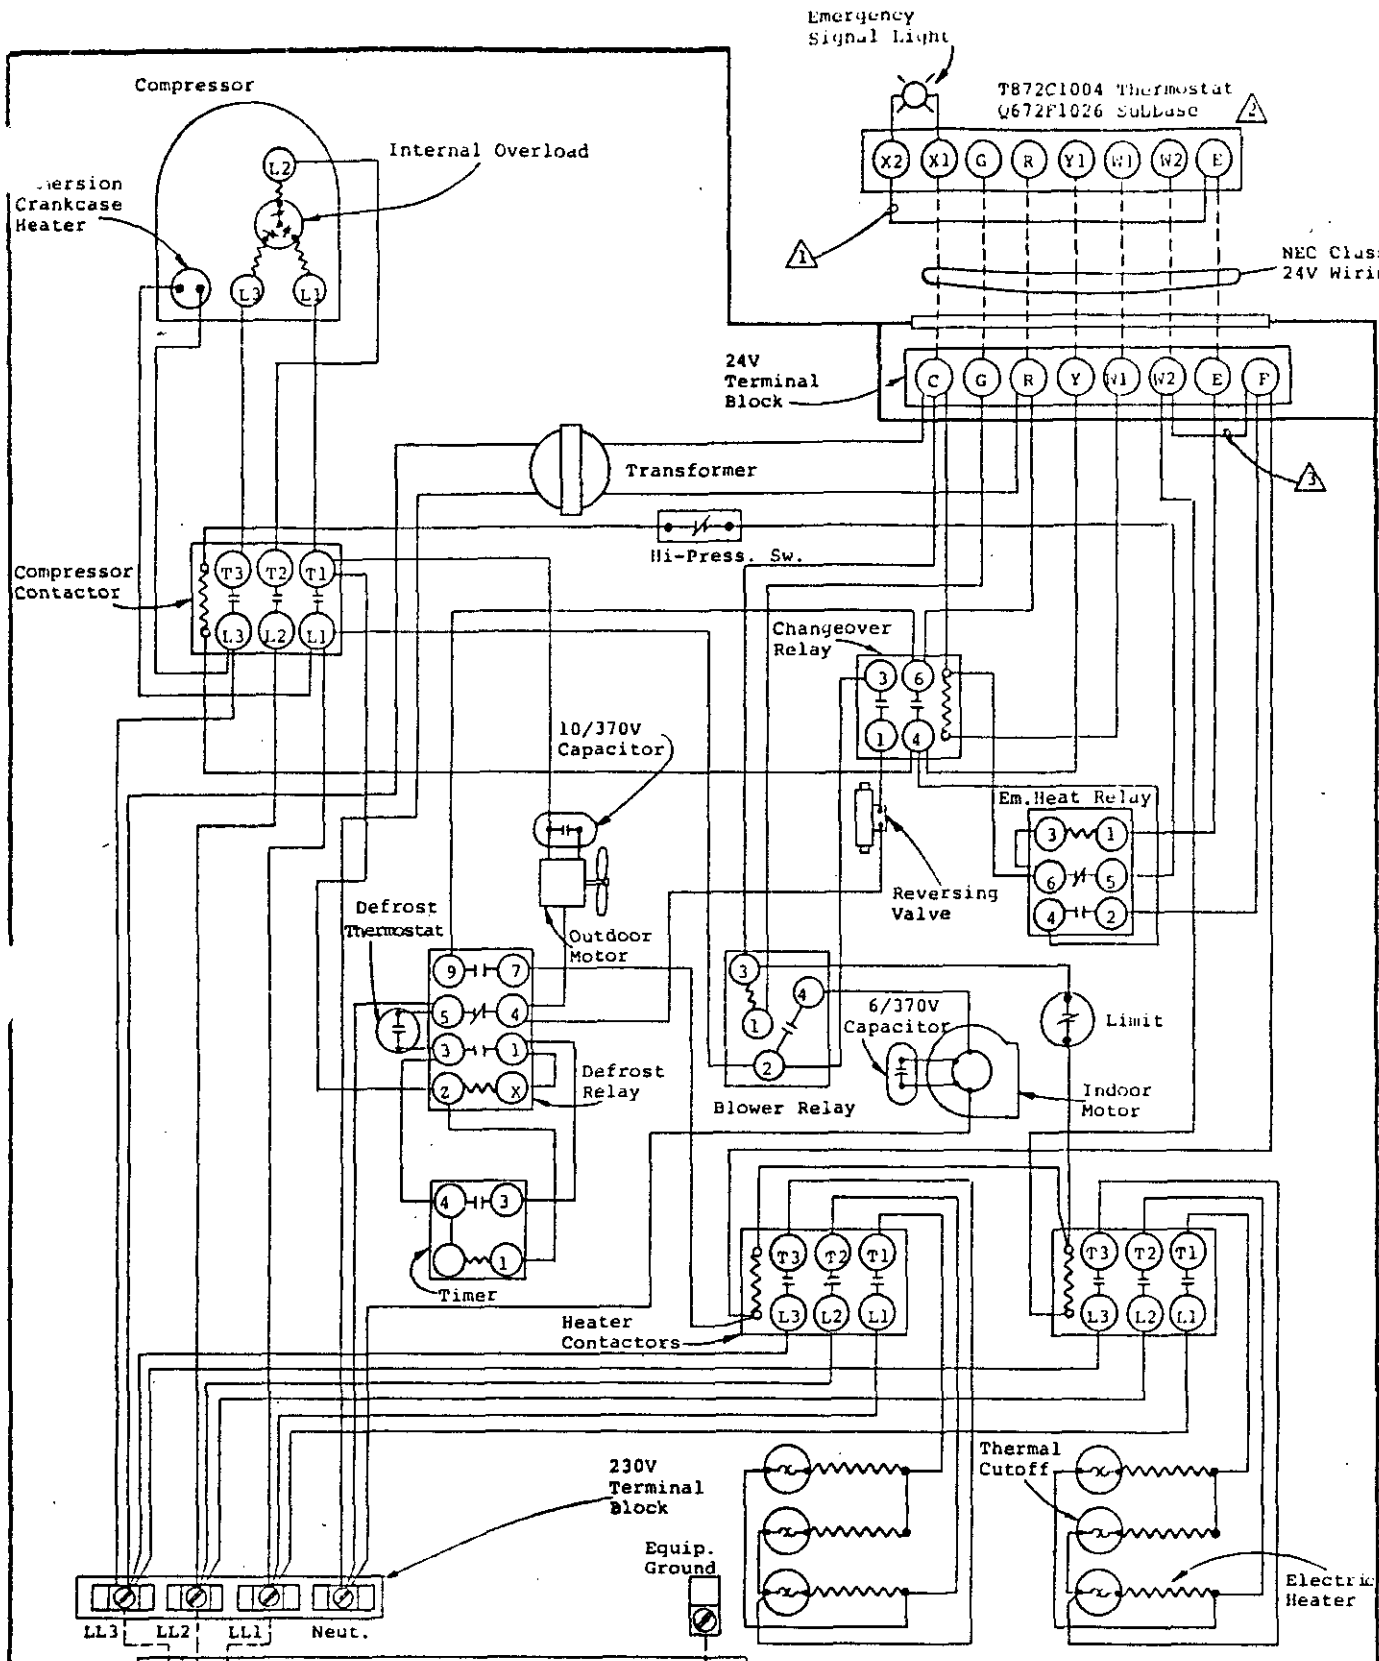 Emergency
Signal Light
T872C1004 Thermostat
Q672F1026 Subbase
2
Compressor
Internal Overload
L2
Crankcase
Heater
L3 L1
X2 X1 G R Y1 W1 W2 E
1
NEC Clas
24V Wirin
24V
Terminal
Block
C G R Y W1 W2 E F
3
Transformer
Hi-Press. Sw.
Compressor
Contactor
T3 T2 T1
L3 L2 L1
Changeover
Relay
3 6
1 4
10/370V
Capacitor
Em.Heat Relay
3 1
6 5
4 2
Reversing
Valve
Defrost
Thermostat
Outdoor
Motor
9 7
5 4
3 1
2 X
Defrost
Relay
3
4
1
2
Blower Relay
6/370V
Capacitor
Limit
Indoor
Motor
4 3
1
Timer
T3 T2 T1
L3 L2 L1
T3 T2 T1
L3 L2 L1
Heater
Contactors
230V
Terminal
Block
Thermal
Cutoff
Equip.
Ground
Electric
Heater
LL3 LL2 LL1 Neut.